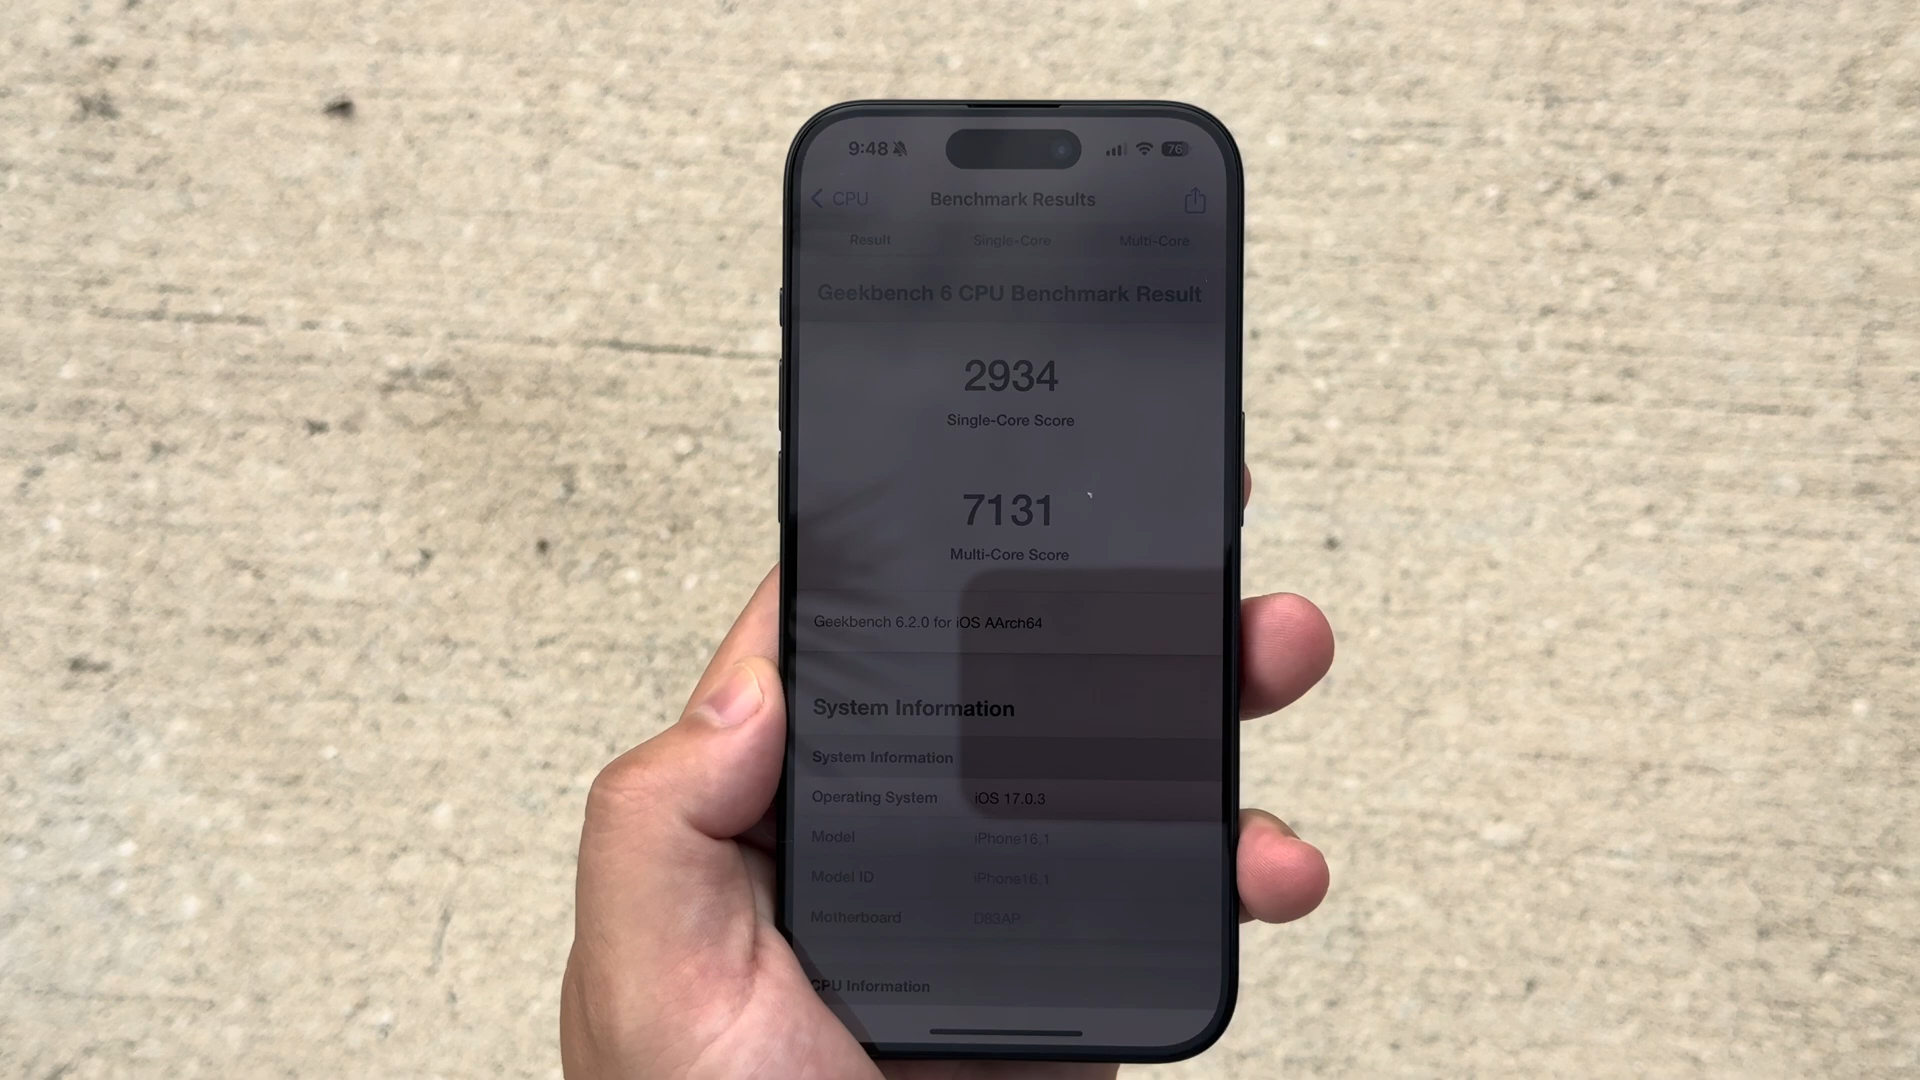 9:48 76
CPU Benchmark Results
Result Single-Core Multi-Core
Geekbench 6 CPU Benchmark Result
2934
Single-Core Score
7131
Multi-Core Score
Geekbench 6.2.0 for iOS AArch64
System Information
System Information
Operating System iOS 17.0.3
Model iPhone16,1
Model ID iPhone16,1
Motherboard D83AP
CPU Information